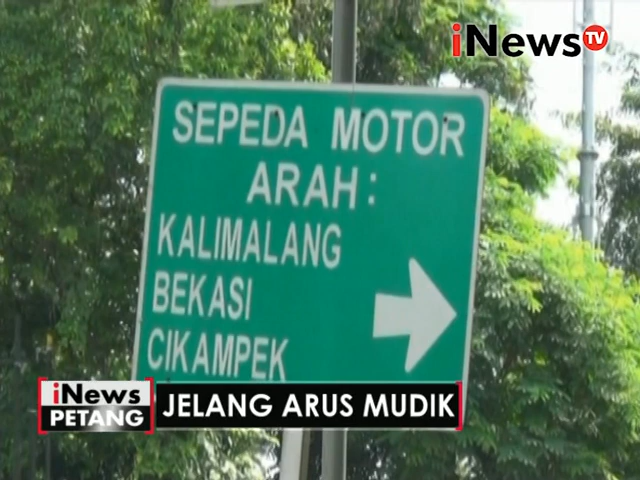 iNews TV
SEPEDA MOTOR
ARAH :
KALIMALANG
BEKASI
CIKAMPEK
iNews
PETANG
JELANG ARUS MUDIK